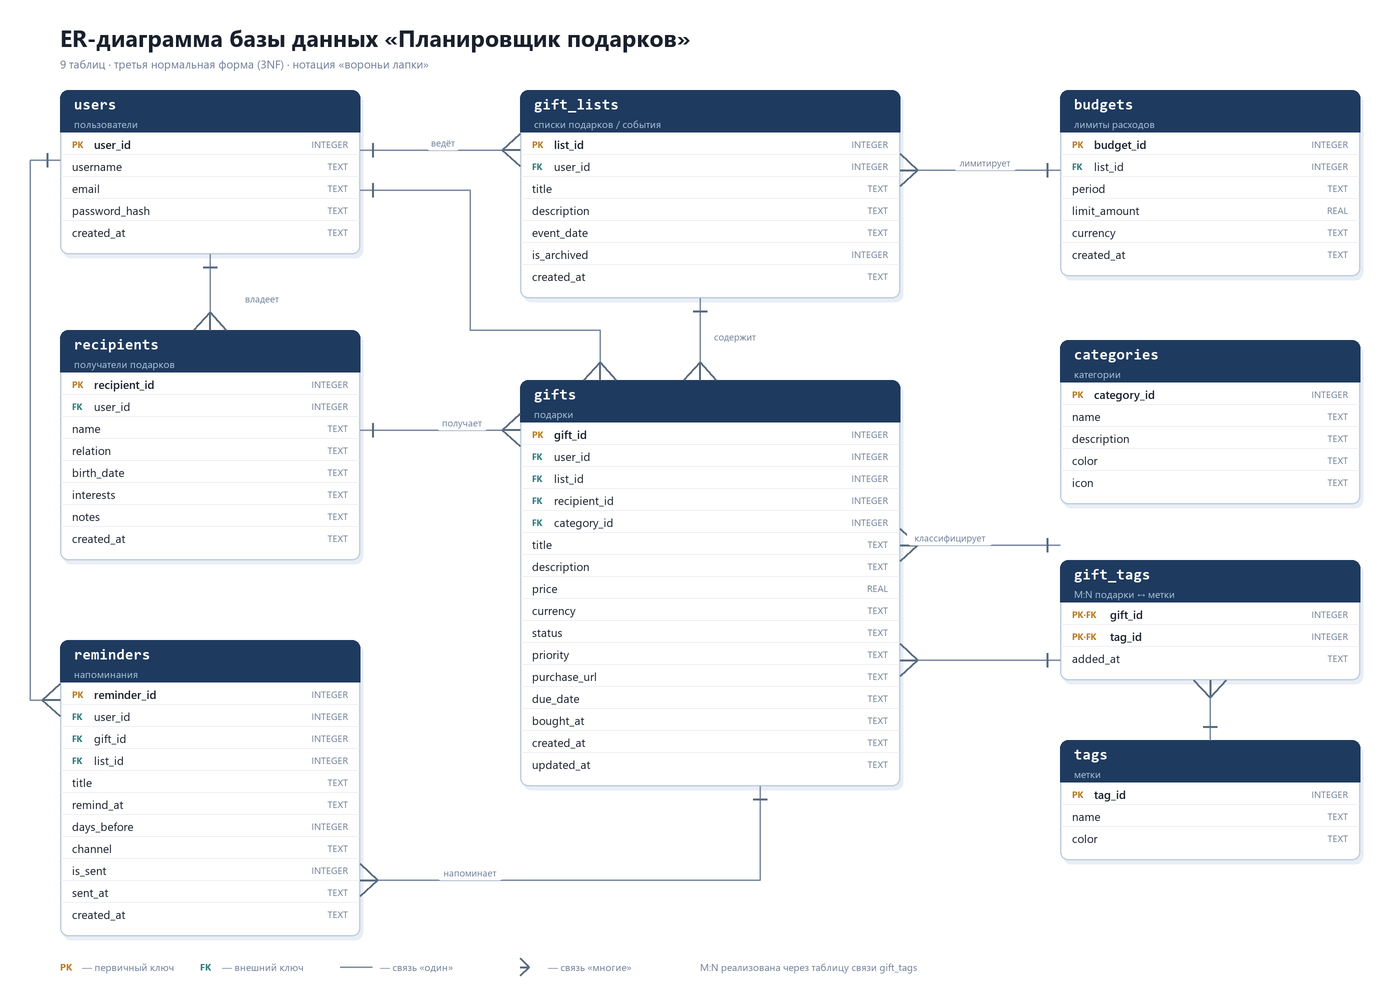 ER-диаграмма базы данных «Планировщик подарков»
9 таблиц · третья нормальная форма (3NF) · нотация «вороньи лапки»
users
пользователи
PK user_id INTEGER
username TEXT
email TEXT
password_hash TEXT
created_at TEXT
ведёт
gift_lists
списки подарков / события
PK list_id INTEGER
FK user_id INTEGER
title TEXT
description TEXT
event_date TEXT
is_archived INTEGER
created_at TEXT
лимитирует
budgets
лимиты расходов
PK budget_id INTEGER
FK list_id INTEGER
period TEXT
limit_amount REAL
currency TEXT
created_at TEXT
владеет
содержит
recipients
получатели подарков
PK recipient_id INTEGER
FK user_id INTEGER
name TEXT
relation TEXT
birth_date TEXT
interests TEXT
notes TEXT
created_at TEXT
получает
gifts
подарки
PK gift_id INTEGER
FK user_id INTEGER
FK list_id INTEGER
FK recipient_id INTEGER
FK category_id INTEGER
title TEXT
description TEXT
price REAL
currency TEXT
status TEXT
priority TEXT
purchase_url TEXT
due_date TEXT
bought_at TEXT
created_at TEXT
updated_at TEXT
categories
категории
PK category_id INTEGER
name TEXT
description TEXT
color TEXT
icon TEXT
классифицирует
gift_tags
M:N подарки ↔ метки
PK·FK gift_id INTEGER
PK·FK tag_id INTEGER
added_at TEXT
reminders
напоминания
PK reminder_id INTEGER
FK user_id INTEGER
FK gift_id INTEGER
FK list_id INTEGER
title TEXT
remind_at TEXT
days_before INTEGER
channel TEXT
is_sent INTEGER
sent_at TEXT
created_at TEXT
напоминает
tags
метки
PK tag_id INTEGER
name TEXT
color TEXT
PK — первичный ключ FK — внешний ключ — связь «один» — связь «многие» M:N реализована через таблицу связи gift_tags